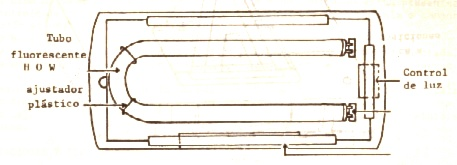 Tubo
fluorescente
H O W
ajustador
plástico
Control
de luz